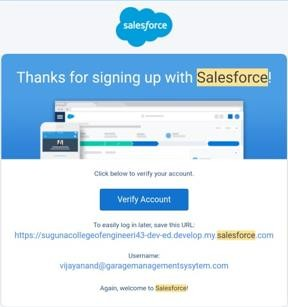 salesforce
Thanks for signing up with Salesforce!
Click below to verify your account.
Verify Account
To easily log in later, save this URL:
https://sugunacollegeofengineeri43-dev-ed.develop.my.salesforce.com
Username:
vijayanand@garagemanagementsysytem.com
Again, welcome to Salesforce!